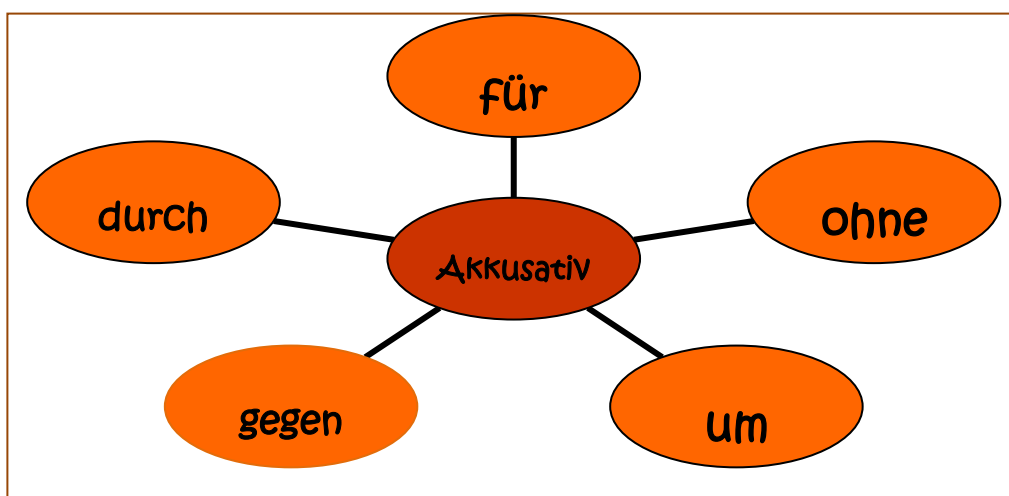 für
durch
ohne
Akkusativ
gegen
um